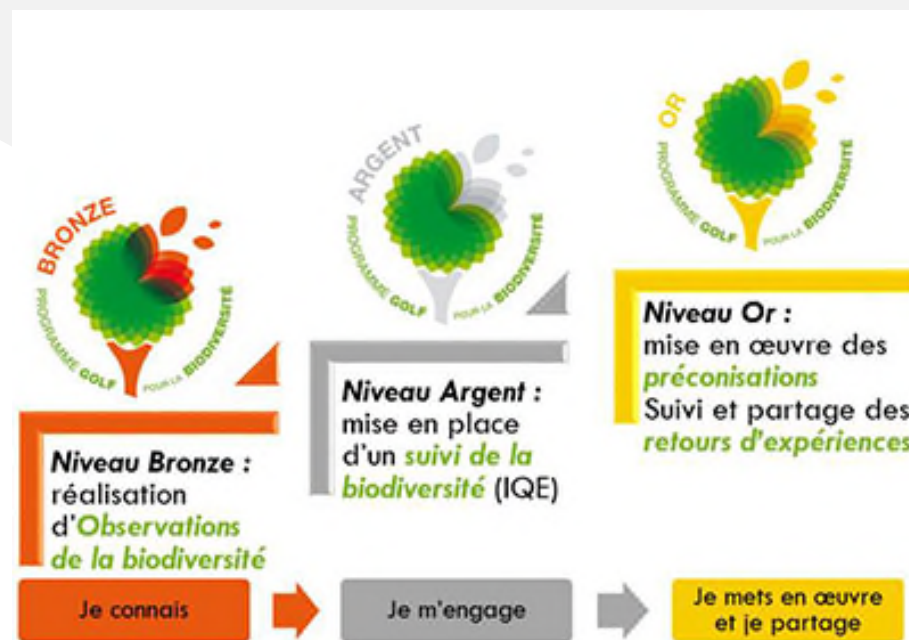 BRONZE
PROGRAMME GOLF POUR LA BIODIVERSITÉ
Niveau Bronze :
réalisation
d'Observations
de la biodiversité
ARGENT
PROGRAMME GOLF POUR LA BIODIVERSITÉ
Niveau Argent :
mise en place
d'un suivi de la
biodiversité (IQE)
OR
PROGRAMME GOLF POUR LA BIODIVERSITÉ
Niveau Or :
mise en œuvre des
préconisations
Suivi et partage des
retours d'expériences
Je connais
Je m'engage
Je mets en œuvre
et je partage